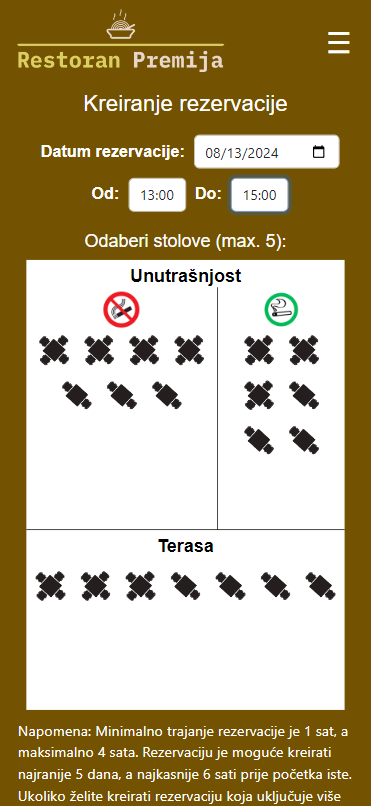 Restoran Premija
Kreiranje rezervacije
Datum rezervacije: 08/13/2024
Od: 13:00 Do: 15:00
Odaberi stolove (max. 5):
Unutrašnjost
Terasa
Napomena: Minimalno trajanje rezervacije je 1 sat, a
maksimalno 4 sata. Rezervaciju je moguće kreirati
najranije 5 dana, a najkasnije 6 sati prije početka iste.
Ukoliko želite kreirati rezervaciju koja uključuje više